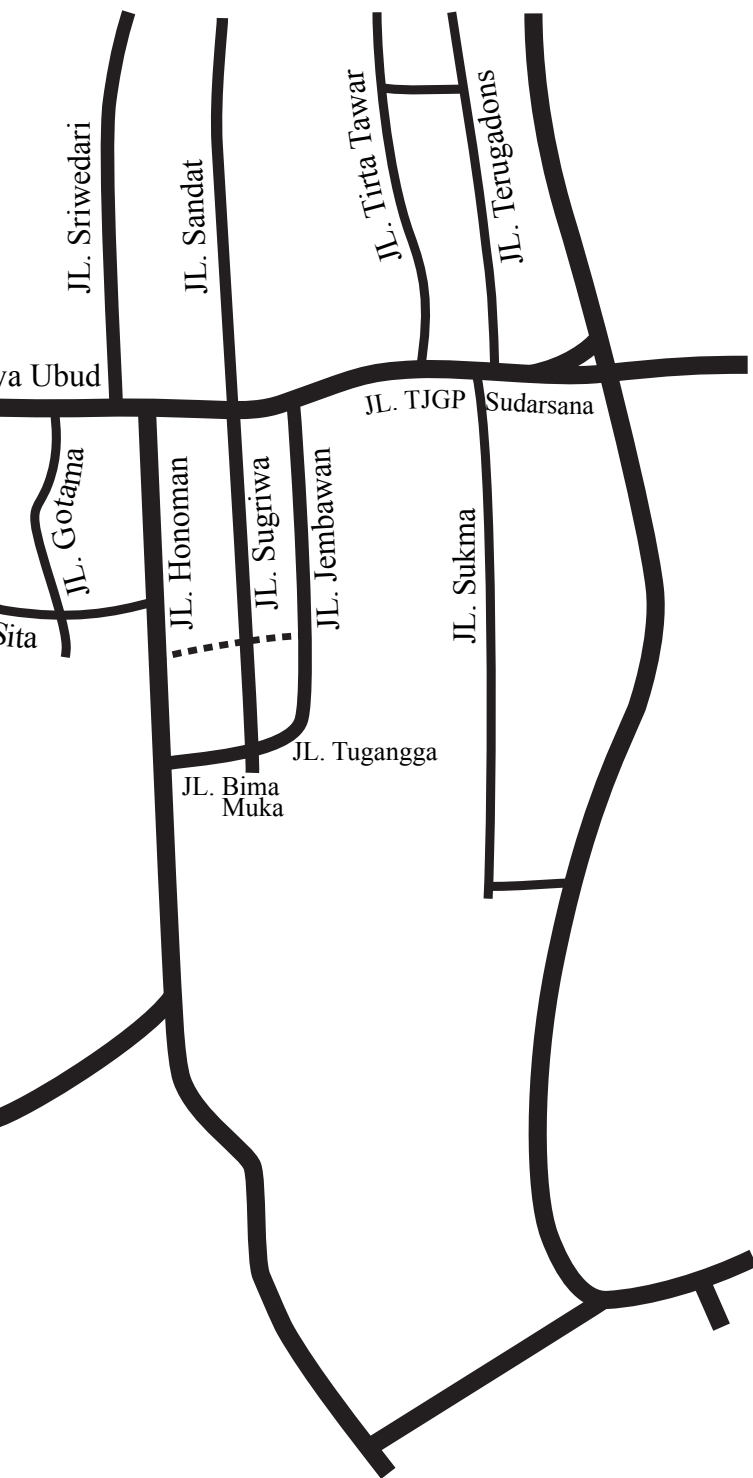 JL. Sriwedari
JL. Sandat
JL. Tirta Tawar
JL. Terugadons
ya Ubud
JL. TJGP Sudarsana
JL. Gotama
JL. Honoman
JL. Sugriwa
JL. Jembawan
JL. Sukma
Sita
JL. Tugangga
JL. Bima
Muka